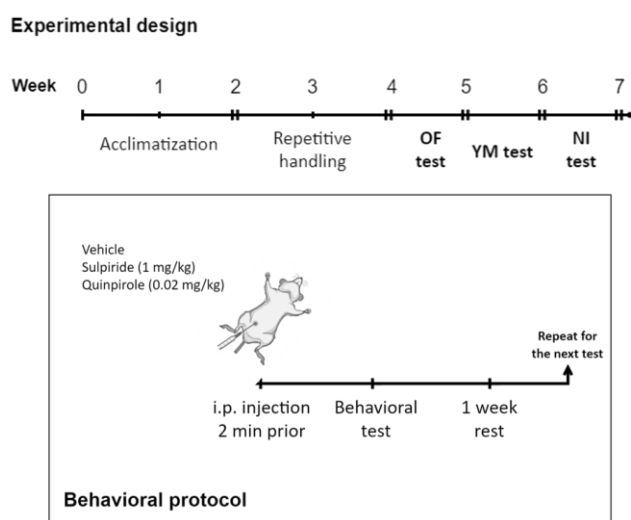 Experimental design
Week 0 1 2 3 4 5 6 7
Acclimatization
Repetitive
handling
OF
test
YM test
NI
test
Vehicle
Sulpiride (1 mg/kg)
Quinpirole (0.02 mg/kg)
Repeat for
the next test
i.p. injection
2 min prior
Behavioral
test
1 week
rest
Behavioral protocol